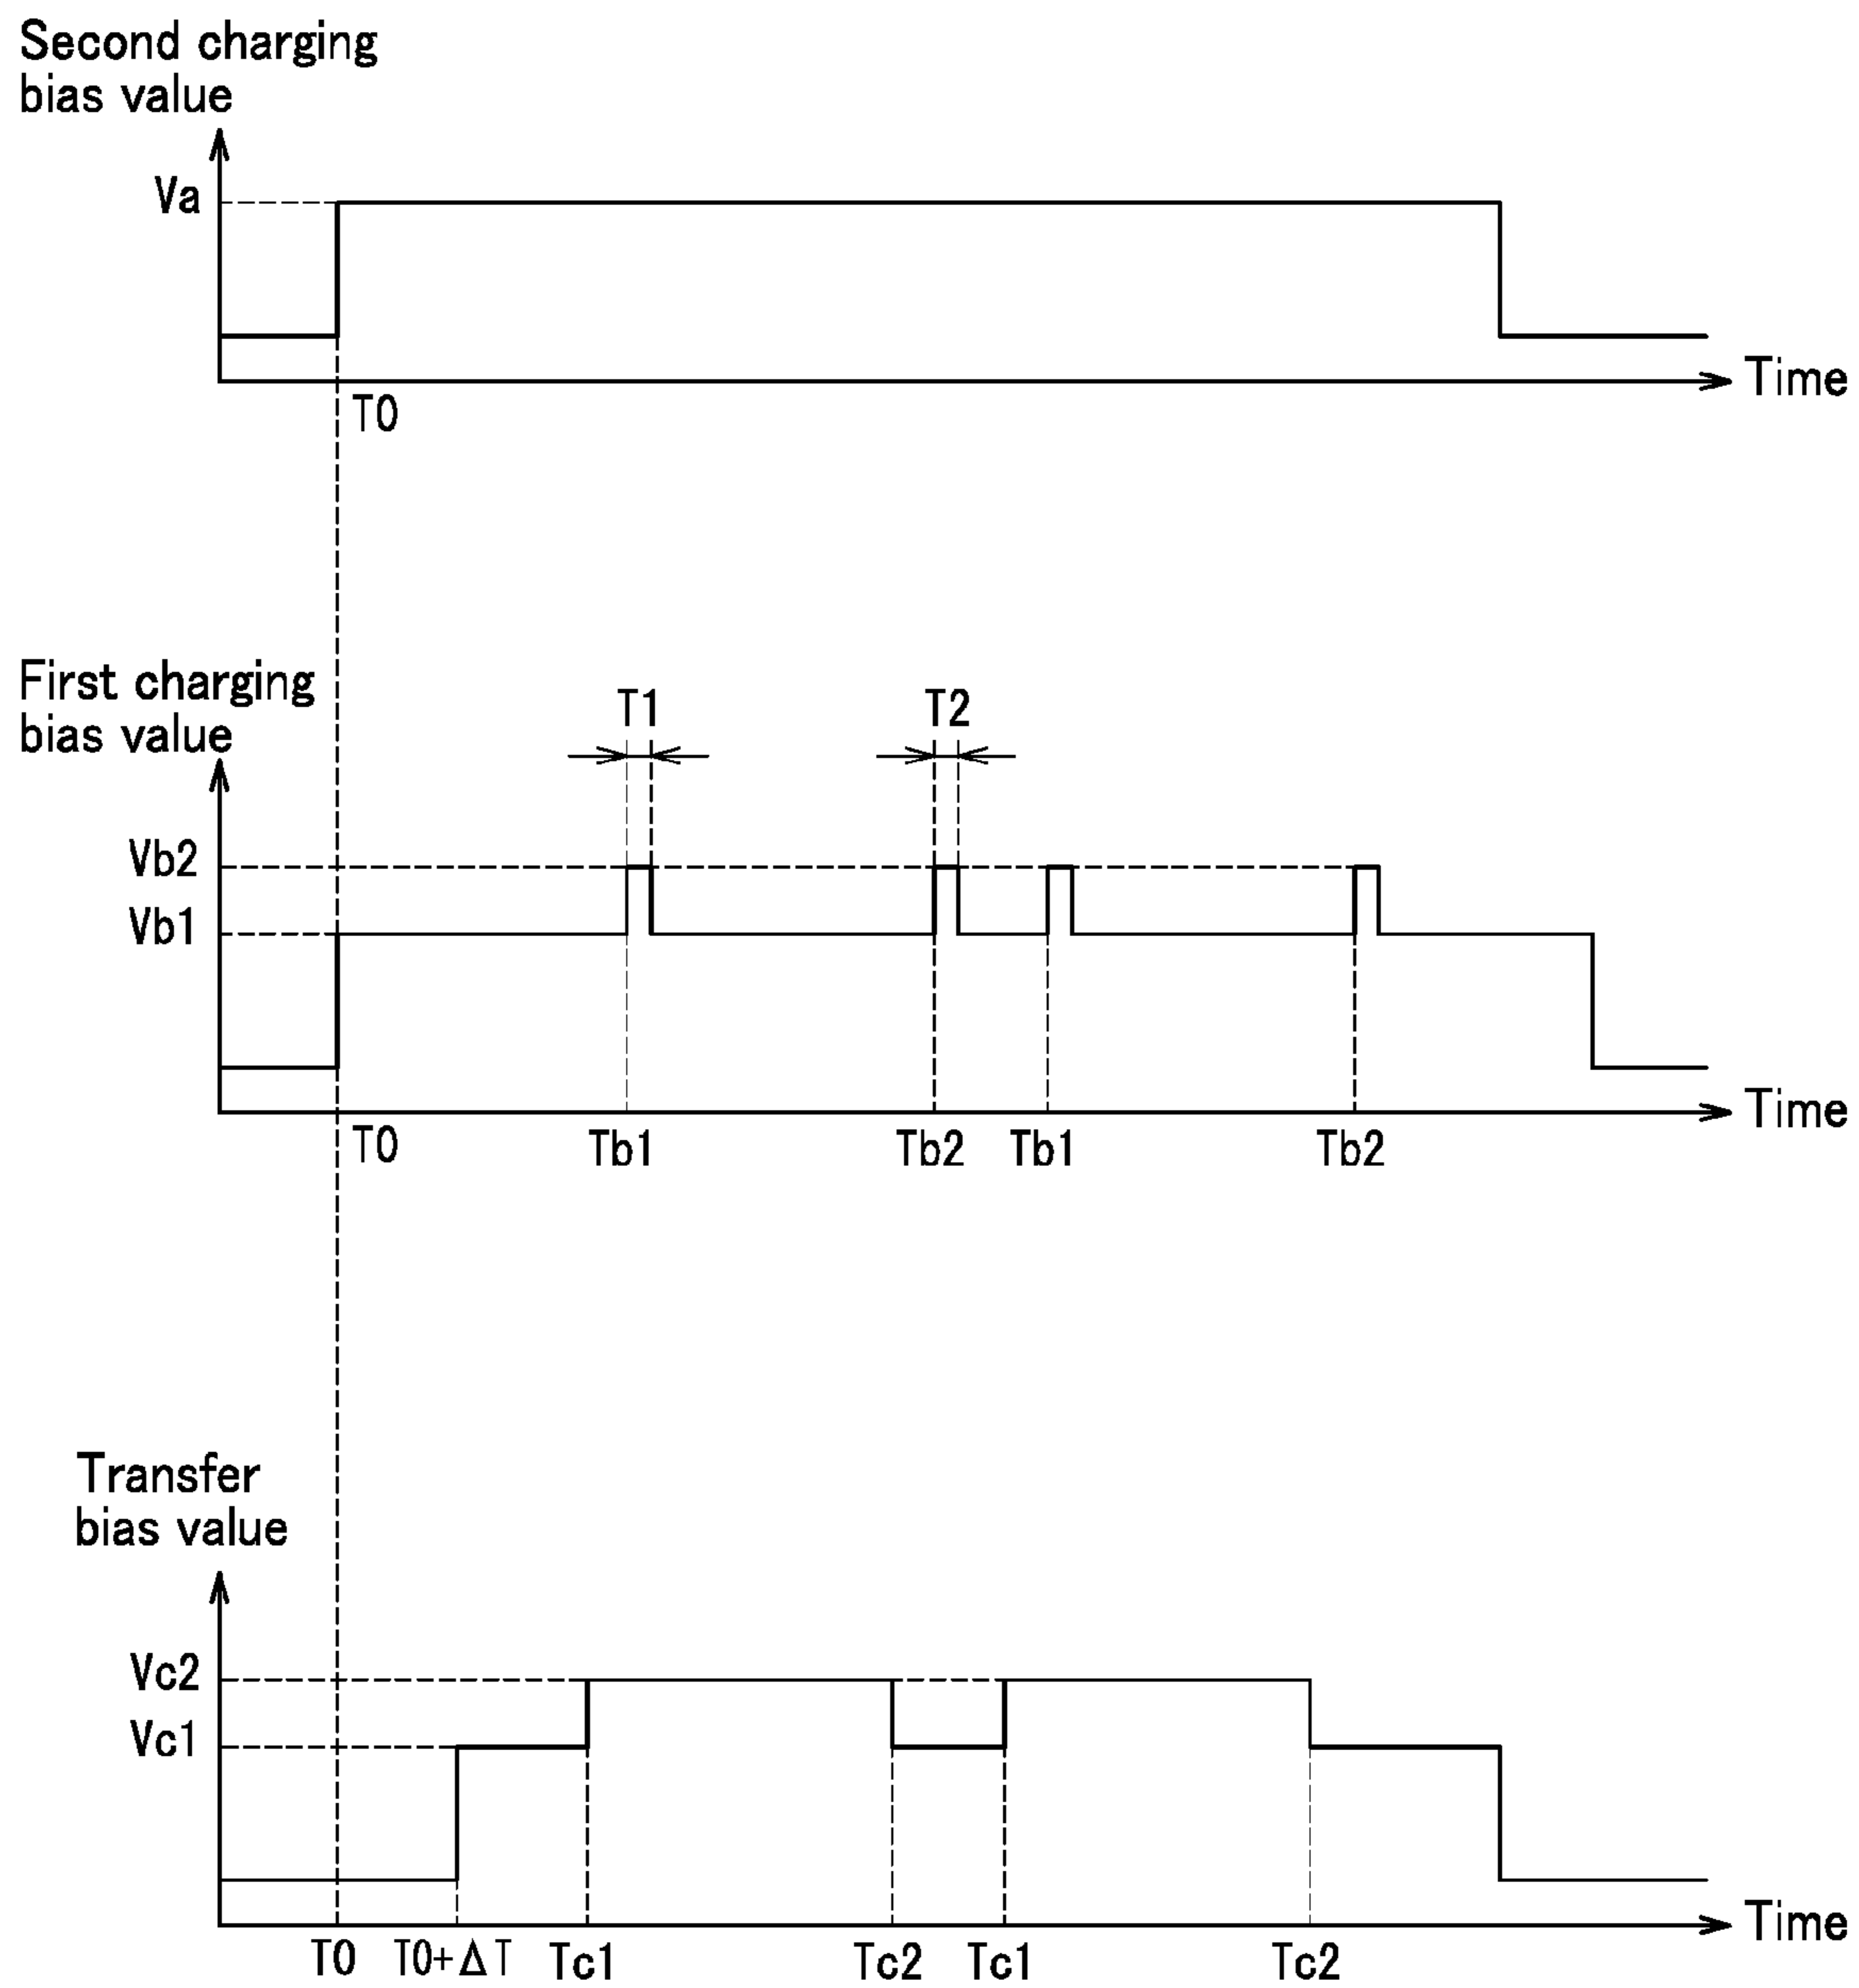 Second charging
bias value
Va
Time
T0
First charging
bias value
T1 T2
Vb2
Vb1
Time
T0 Tb1 Tb2 Tb1 Tb2
Transfer
bias value
Vc2
Vc1
Time
T0 T0+ΔT Tc1 Tc2 Tc1 Tc2